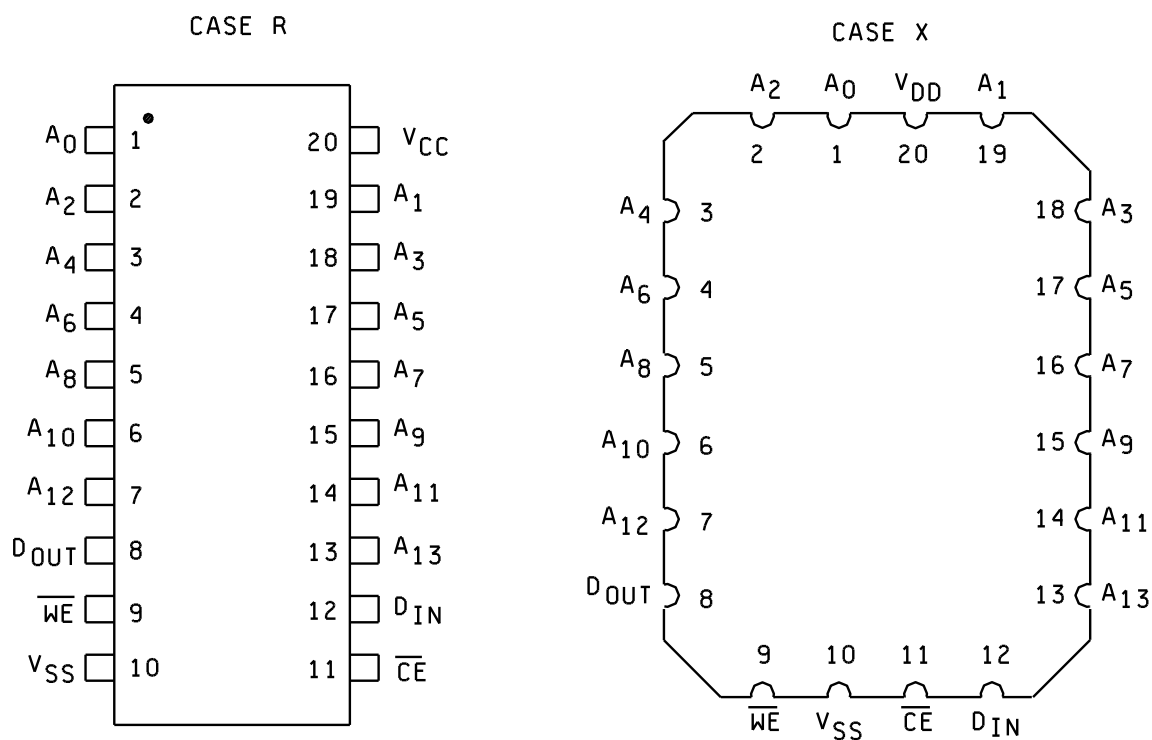 CASE R
A0 1 20 VCC
A2 2 19 A1
A4 3 18 A3
A6 4 17 A5
A8 5 16 A7
A10 6 15 A9
A12 7 14 A11
DOUT 8 13 A13
W̅E̅ 9 12 DIN
VSS 10 11 C̅E̅
CASE X
A2 A0 VDD A1
2 1 20 19
A4 3 18 A3
A6 4 17 A5
A8 5 16 A7
A10 6 15 A9
A12 7 14 A11
DOUT 8 13 A13
9 10 11 12
W̅E̅ VSS C̅E̅ DIN